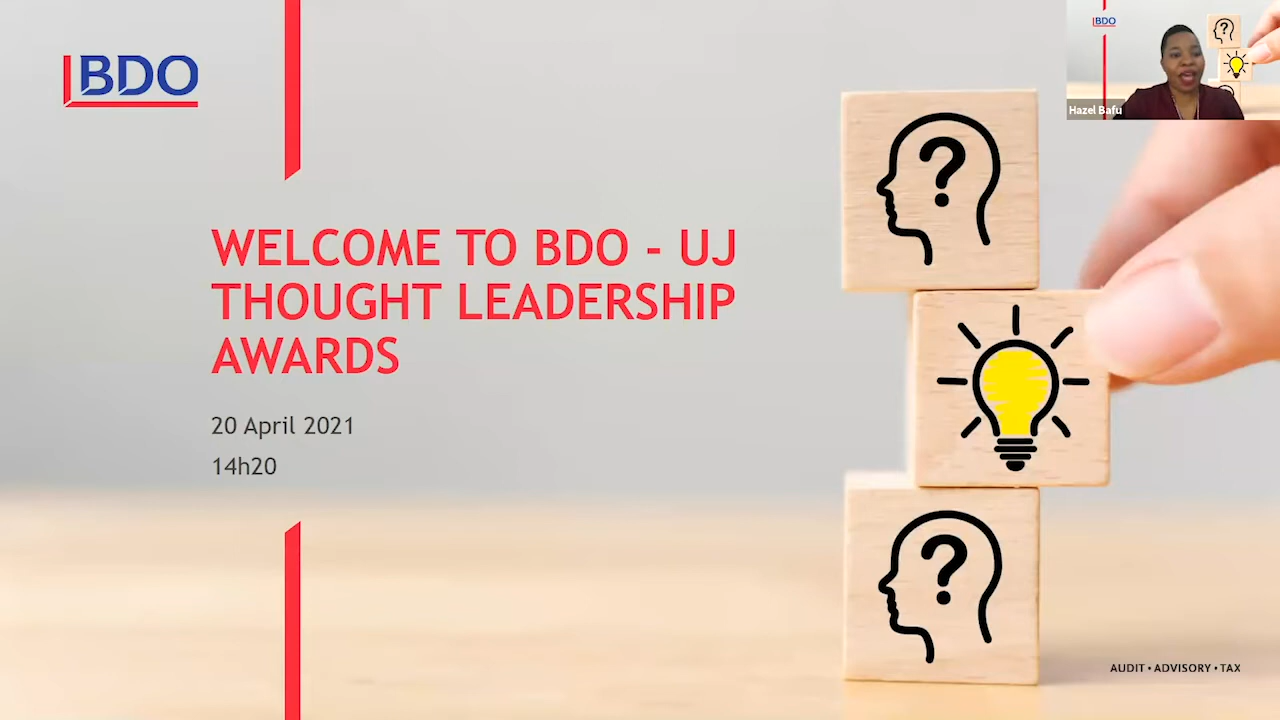 BDO
BDO
Hazel Bafu
?
?
WELCOME TO BDO - UJ
THOUGHT LEADERSHIP
AWARDS
20 April 2021
14h20
?
AUDIT • ADVISORY • TAX